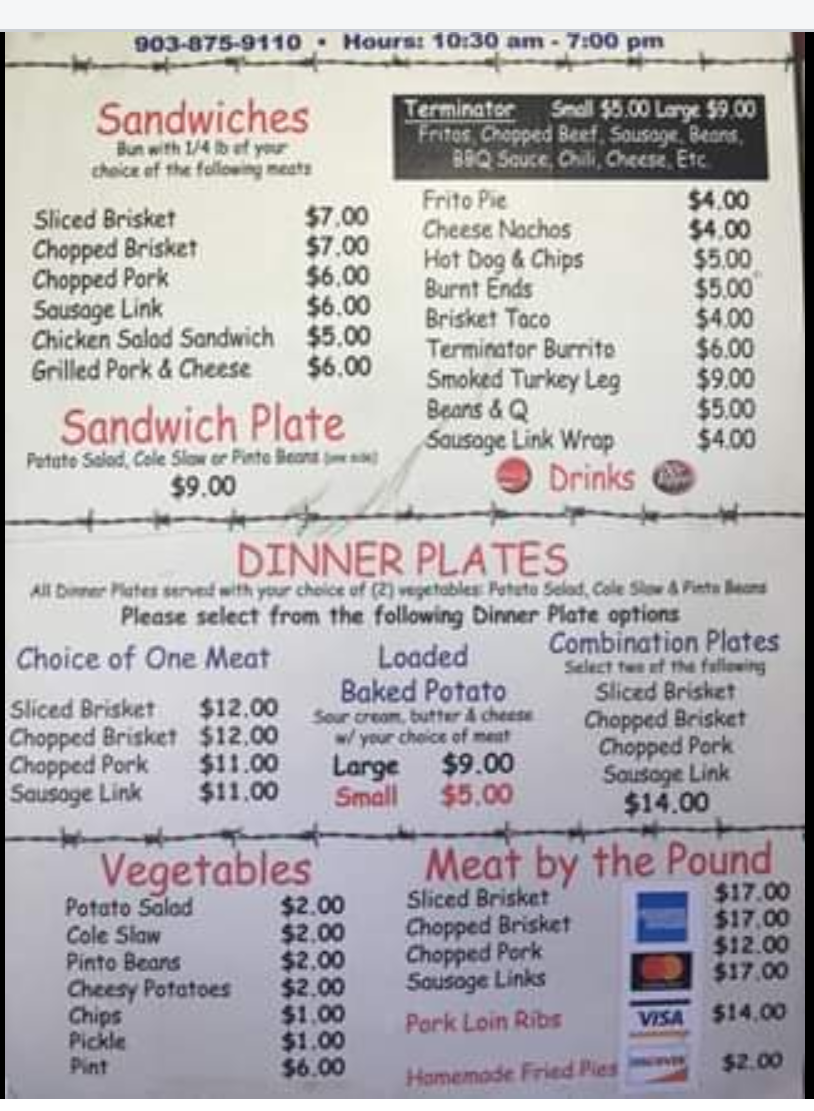 903-875-9110 • Hours: 10:30 am - 7:00 pm
Sandwiches
Bun with 1/4 lb of your
choice of the following meats
Sliced Brisket $7.00
Chopped Brisket $7.00
Chopped Pork $6.00
Sausage Link $6.00
Chicken Salad Sandwich $5.00
Grilled Pork & Cheese $6.00
Sandwich Plate
Potato Salad, Cole Slaw or Pinto Beans (one side)
$9.00
Terminator Small $5.00 Large $9.00
Fritos, Chopped Beef, Sausage, Beans,
BBQ Sauce, Chili, Cheese, Etc.
Frito Pie $4.00
Cheese Nachos $4.00
Hot Dog & Chips $5.00
Burnt Ends $5.00
Brisket Taco $4.00
Terminator Burrito $6.00
Smoked Turkey Leg $9.00
Beans & Q $5.00
Sausage Link Wrap $4.00
Drinks
DINNER PLATES
All Dinner Plates served with your choice of (2) vegetables: Potato Salad, Cole Slaw & Pinto Beans
Please select from the following Dinner Plate options
Choice of One Meat
Sliced Brisket $12.00
Chopped Brisket $12.00
Chopped Pork $11.00
Sausage Link $11.00
Loaded
Baked Potato
Sour cream, butter & cheese
w/ your choice of meat
Large $9.00
Small $5.00
Combination Plates
Select two of the following
Sliced Brisket
Chopped Brisket
Chopped Pork
Sausage Link
$14.00
Vegetables
Potato Salad $2.00
Cole Slaw $2.00
Pinto Beans $2.00
Cheesy Potatoes $2.00
Chips $1.00
Pickle $1.00
Pint $6.00
Meat by the Pound
Sliced Brisket $17.00
Chopped Brisket $17.00
Chopped Pork $12.00
Sausage Links $17.00
Pork Loin Ribs $14.00
VISA
Homemade Fried Pies $2.00
DISCOVER